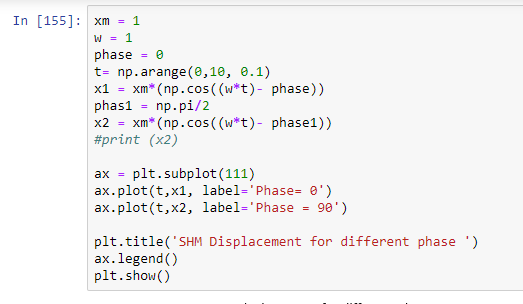 In [155]: xm = 1
w = 1
phase = 0
t= np.arange(0,10, 0.1)
x1 = xm*(np.cos((w*t)- phase))
phas1 = np.pi/2
x2 = xm*(np.cos((w*t)- phase1))
#print (x2)
ax = plt.subplot(111)
ax.plot(t,x1, label='Phase= 0')
ax.plot(t,x2, label='Phase = 90')
plt.title('SHM Displacement for different phase ')
ax.legend()
plt.show()